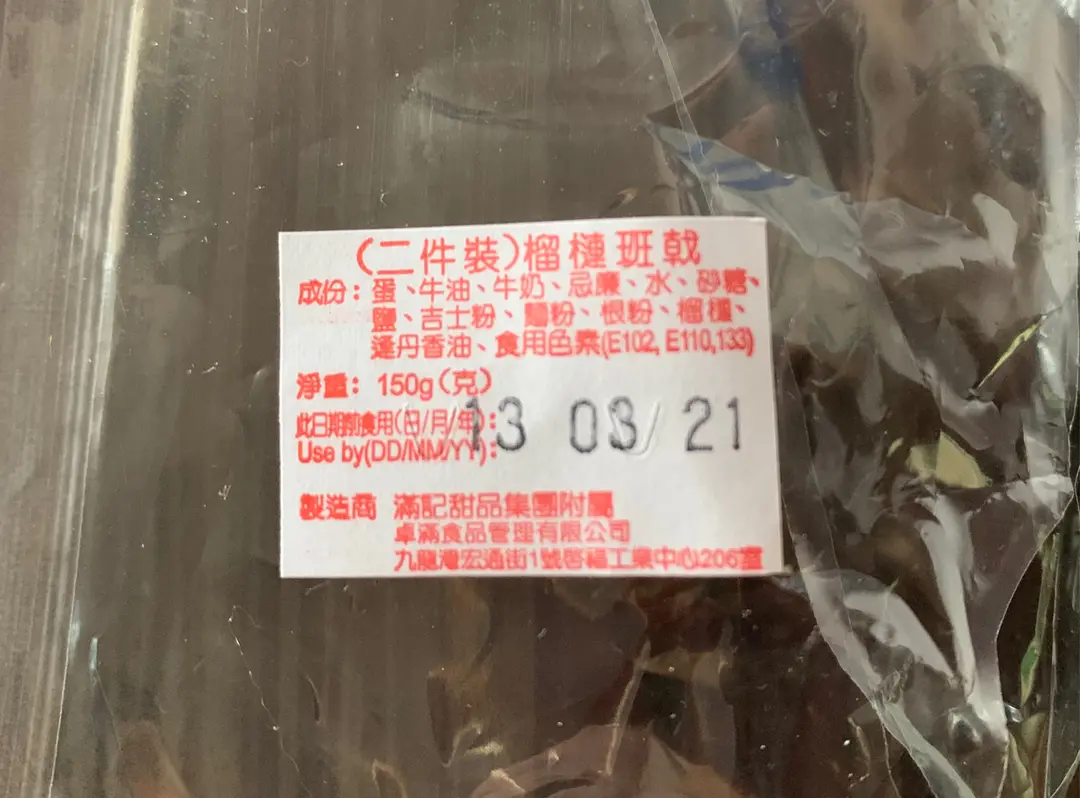 (二件裝)榴槤班戟
成份：蛋、牛油、牛奶、忌廉、水、砂糖、
鹽、吉士粉、麵粉、根粉、榴槤、
逢丹香油、食用色素(E102, E110,133)
淨重： 150g(克)
此日期前食用(日/月/年)：
Use by(DD/MM/YY): 13 03 21
製造商 滿記甜品集團附屬
卓滿食品管理有限公司
九龍灣宏通街1號啓福工業中心206室